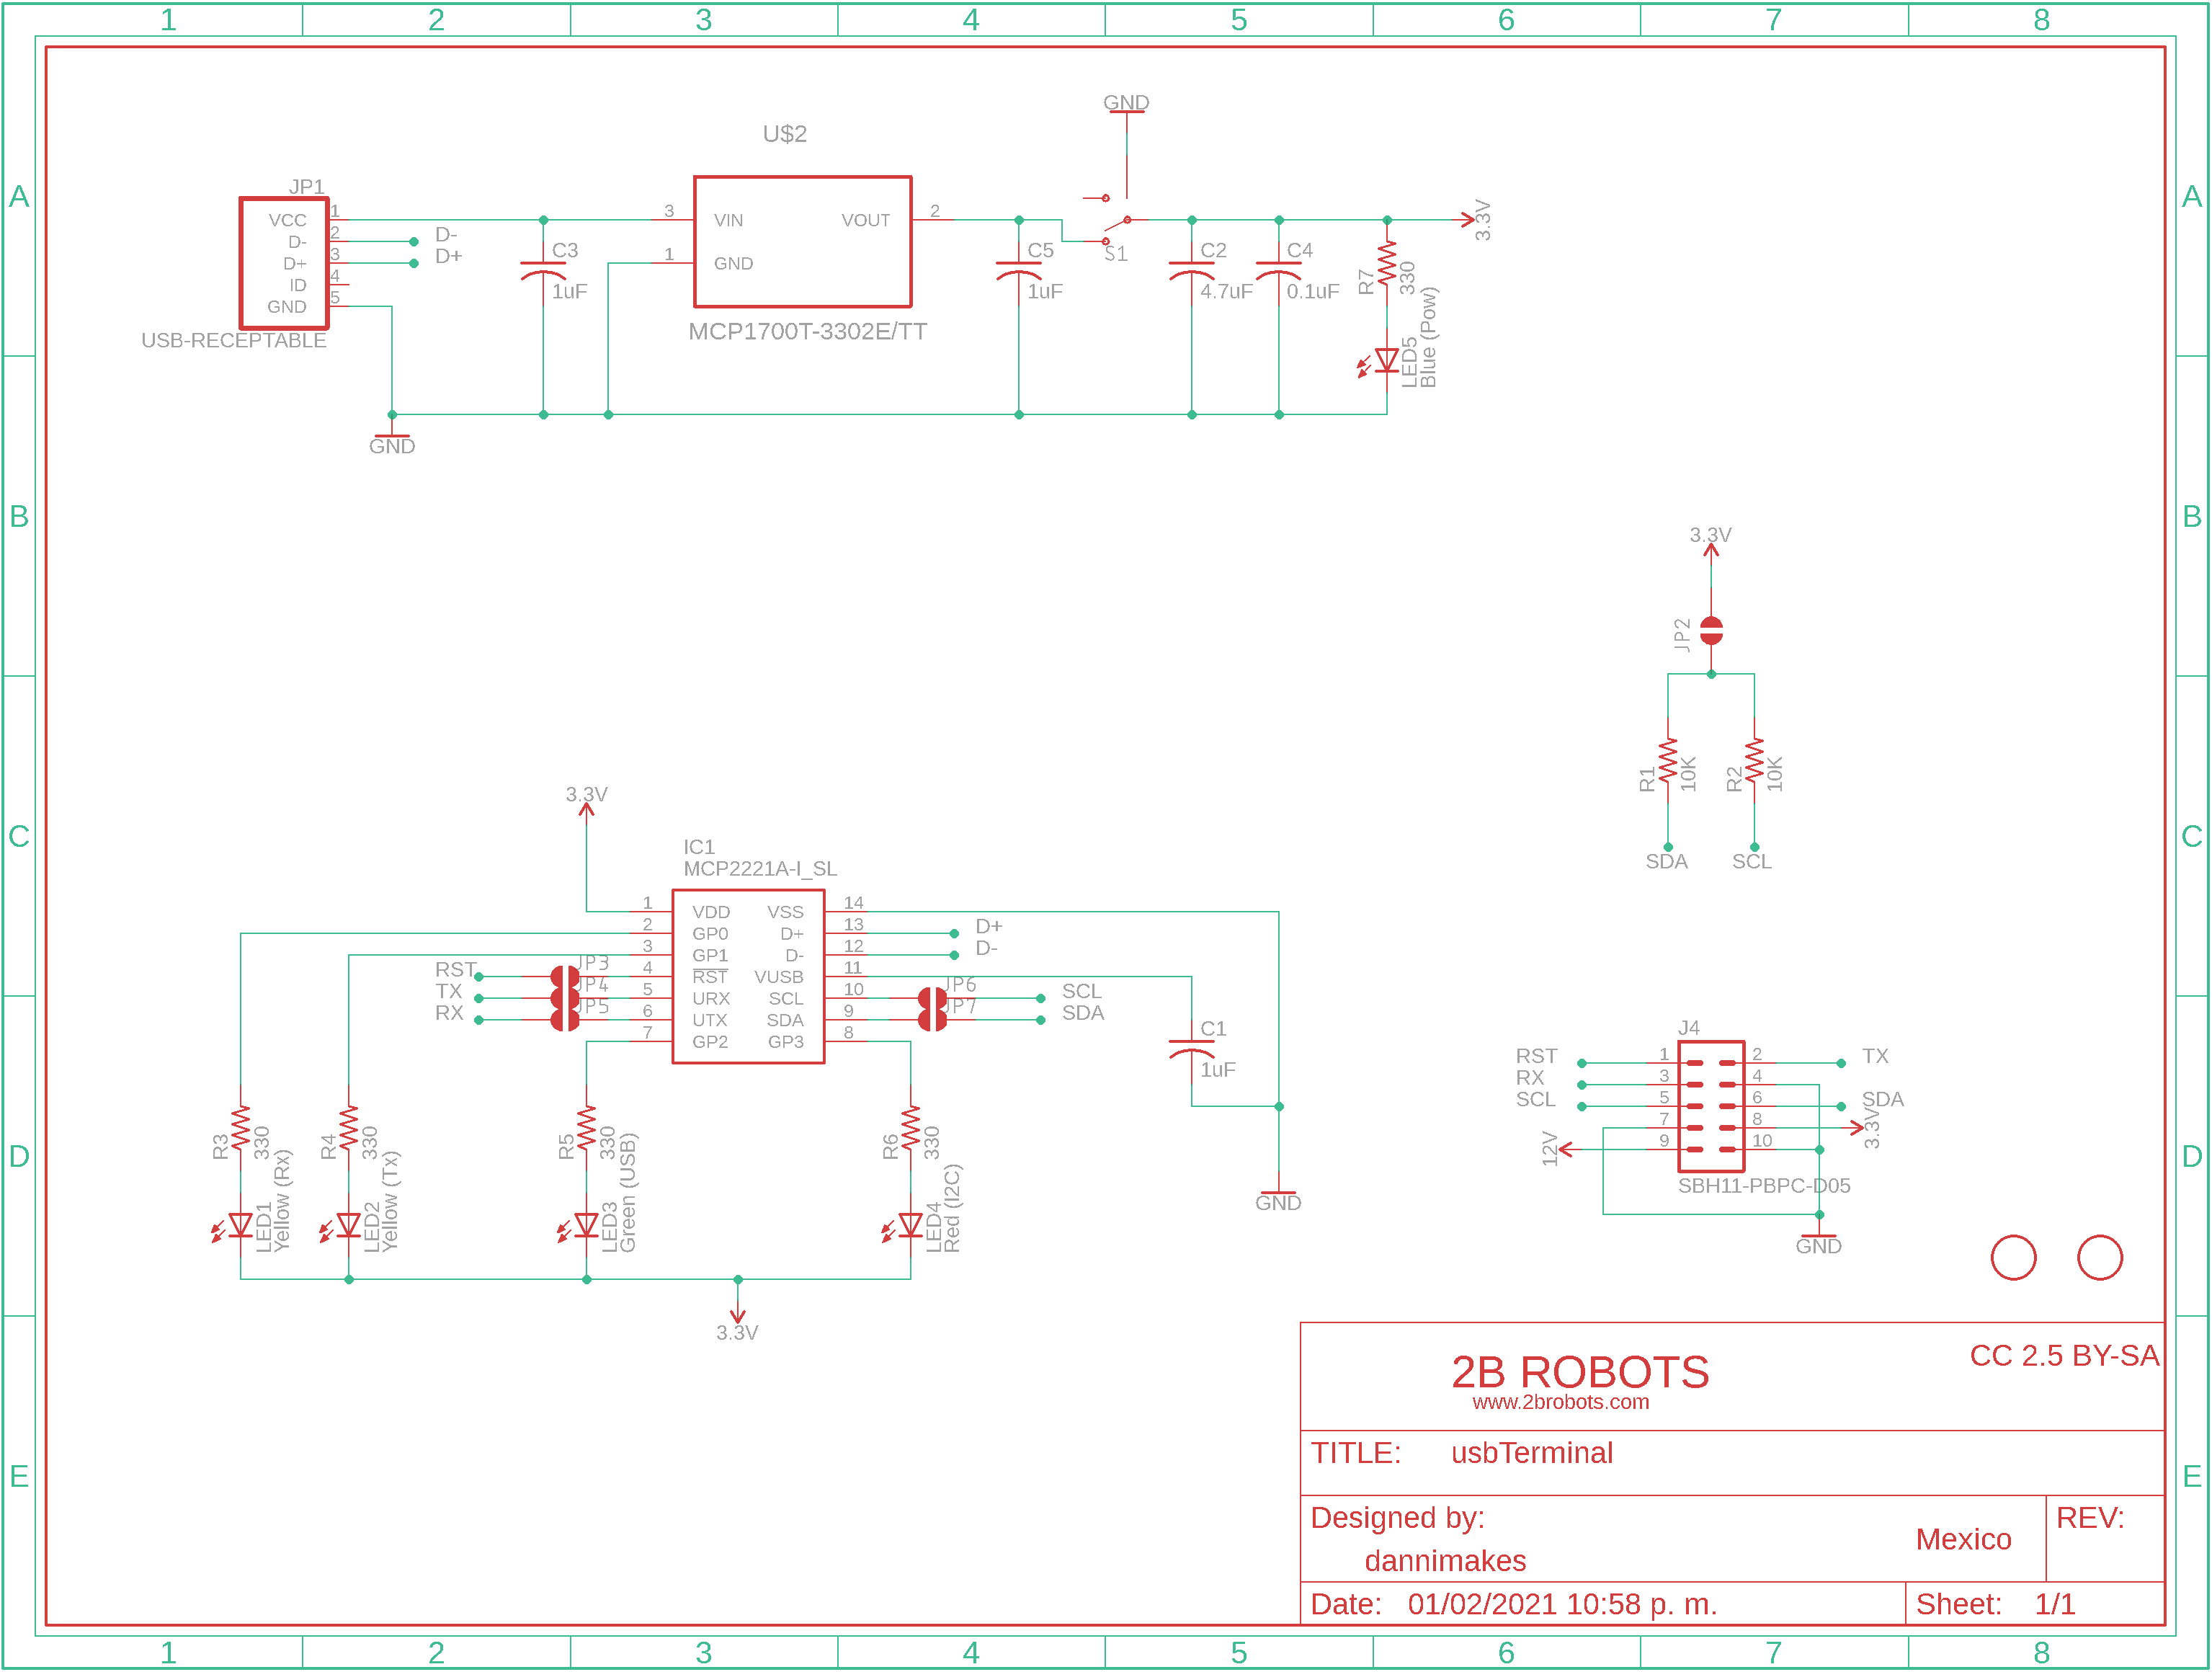 1 2 3 4 5 6 7 8
A A
B B
C C
D D
E E
JP1
VCC 1
D- 2 D-
D+ 3 D+
ID 4
GND 5
USB-RECEPTABLE
GND
C3
1uF
U$2
3 VIN VOUT 2
1 GND
MCP1700T-3302E/TT
C5
1uF
GND
S1
C2
4.7uF
C4
0.1uF
R7
330
LED5
Blue (Pow)
3.3V
3.3V
JP2
R1
10K
R2
10K
SDA SCL
3.3V
IC1
MCP2221A-I_SL
1 VDD VSS 14
2 GP0 D+ 13 D+
3 GP1 D- 12 D-
RST JP3 4 RST VUSB 11
TX JP4 5 URX SCL 10 JP6 SCL
RX JP5 6 UTX SDA 9 JP7 SDA
7 GP2 GP3 8
C1
1uF
GND
R3
330
LED1
Yellow (Rx)
R4
330
LED2
Yellow (Tx)
R5
330
LED3
Green (USB)
R6
330
LED4
Red (I2C)
3.3V
J4
RST 1 2 TX
RX 3 4
SCL 5 6 SDA
7 8 3.3V
12V 9 10
SBH11-PBPC-D05
GND
2B ROBOTS
www.2brobots.com
CC 2.5 BY-SA
TITLE: usbTerminal
Designed by:
dannimakes
Mexico
REV:
Date: 01/02/2021 10:58 p. m.
Sheet: 1/1
1 2 3 4 5 6 7 8